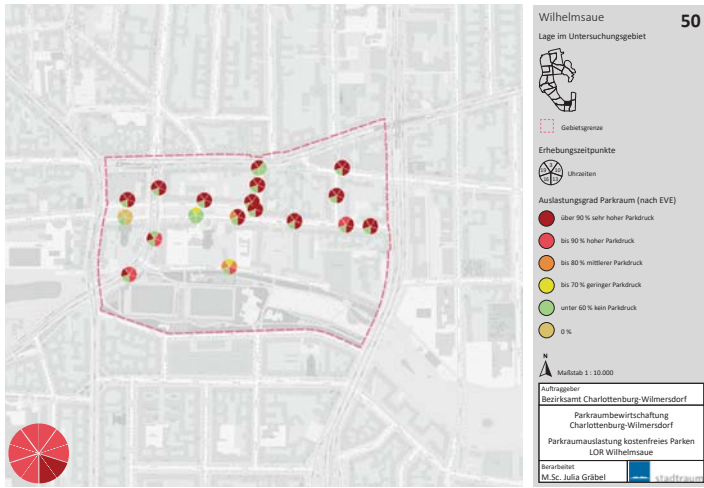 Wilhelmsaue
50
Lage im Untersuchungsgebiet
Gebietsgrenze
Erhebungszeitpunkte
Uhrzeiten
Auslastungsgrad Parkraum (nach EVE)
über 90 % sehr hoher Parkdruck
bis 90 % hoher Parkdruck
bis 80 % mittlerer Parkdruck
bis 70 % geringer Parkdruck
unter 60 % kein Parkdruck
0 %
N
Maßstab 1 : 10.000
Auftraggeber
Bezirksamt Charlottenburg-Wilmersdorf
Parkraumbewirtschaftung
Charlottenburg-Wilmersdorf
Parkraumauslastung kostenfreies Parken
LOR Wilhelmsaue
Berarbeitet
M.Sc. Julia Gräbel
stadtraum